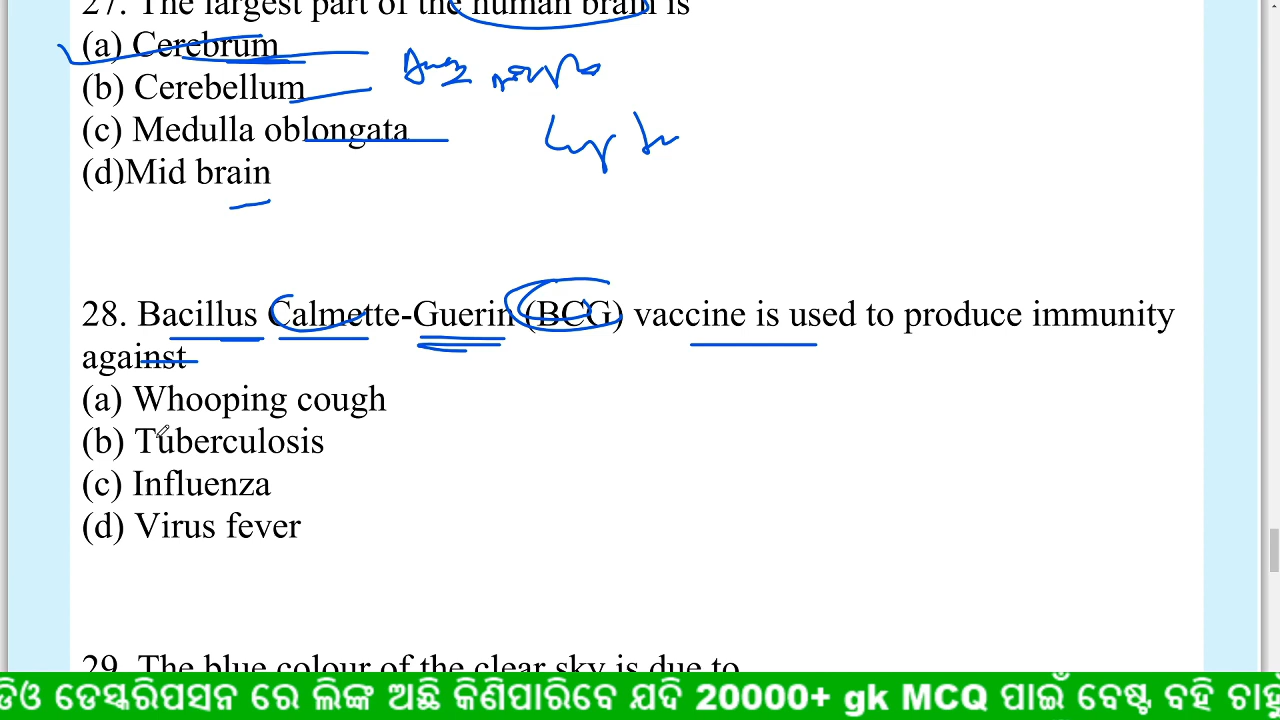 27. The largest part of the human brain is
(a) Cerebrum
(b) Cerebellum
(c) Medulla oblongata
(d)Mid brain
28. Bacillus Calmette-Guerin (BCG) vaccine is used to produce immunity
against
(a) Whooping cough
(b) Tuberculosis
(c) Influenza
(d) Virus fever
29. The blue colour of the clear sky is due to
ଡିଓ ଡେସ୍କରିପସନ ରେ ଲିଙ୍କ ଅଛି କିଣିପାରିବେ ଯଦି 20000+ gk MCQ ପାଇଁ ବେଷ୍ଟ ବହି ଚାହୁଁ